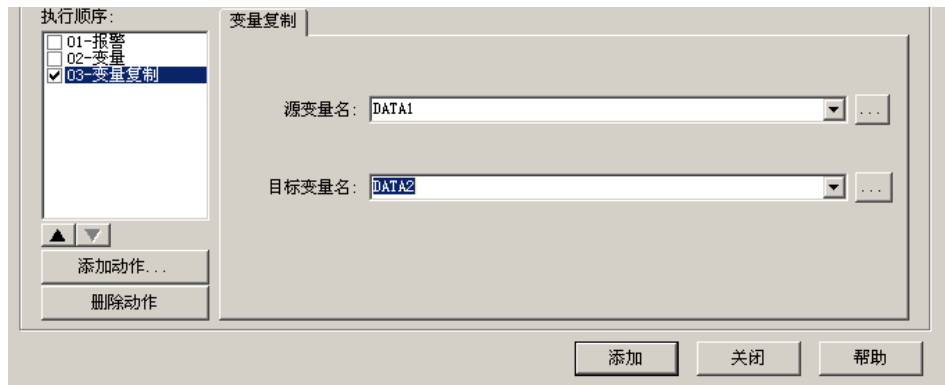 执行顺序:
01-报警
02-变量
03-变量复制
添加动作...
删除动作
变量复制
源变量名: DATA1 ...
目标变量名: DATA2 ...
添加 关闭 帮助